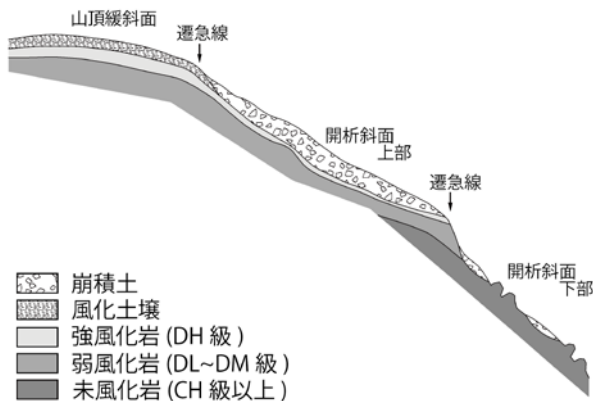 山頂緩斜面
遷急線
開析斜面
上部
遷急線
開析斜面
下部
崩積土
風化土壌
強風化岩 (DH 級 )
弱風化岩 (DL~DM 級 )
未風化岩 (CH 級以上 )